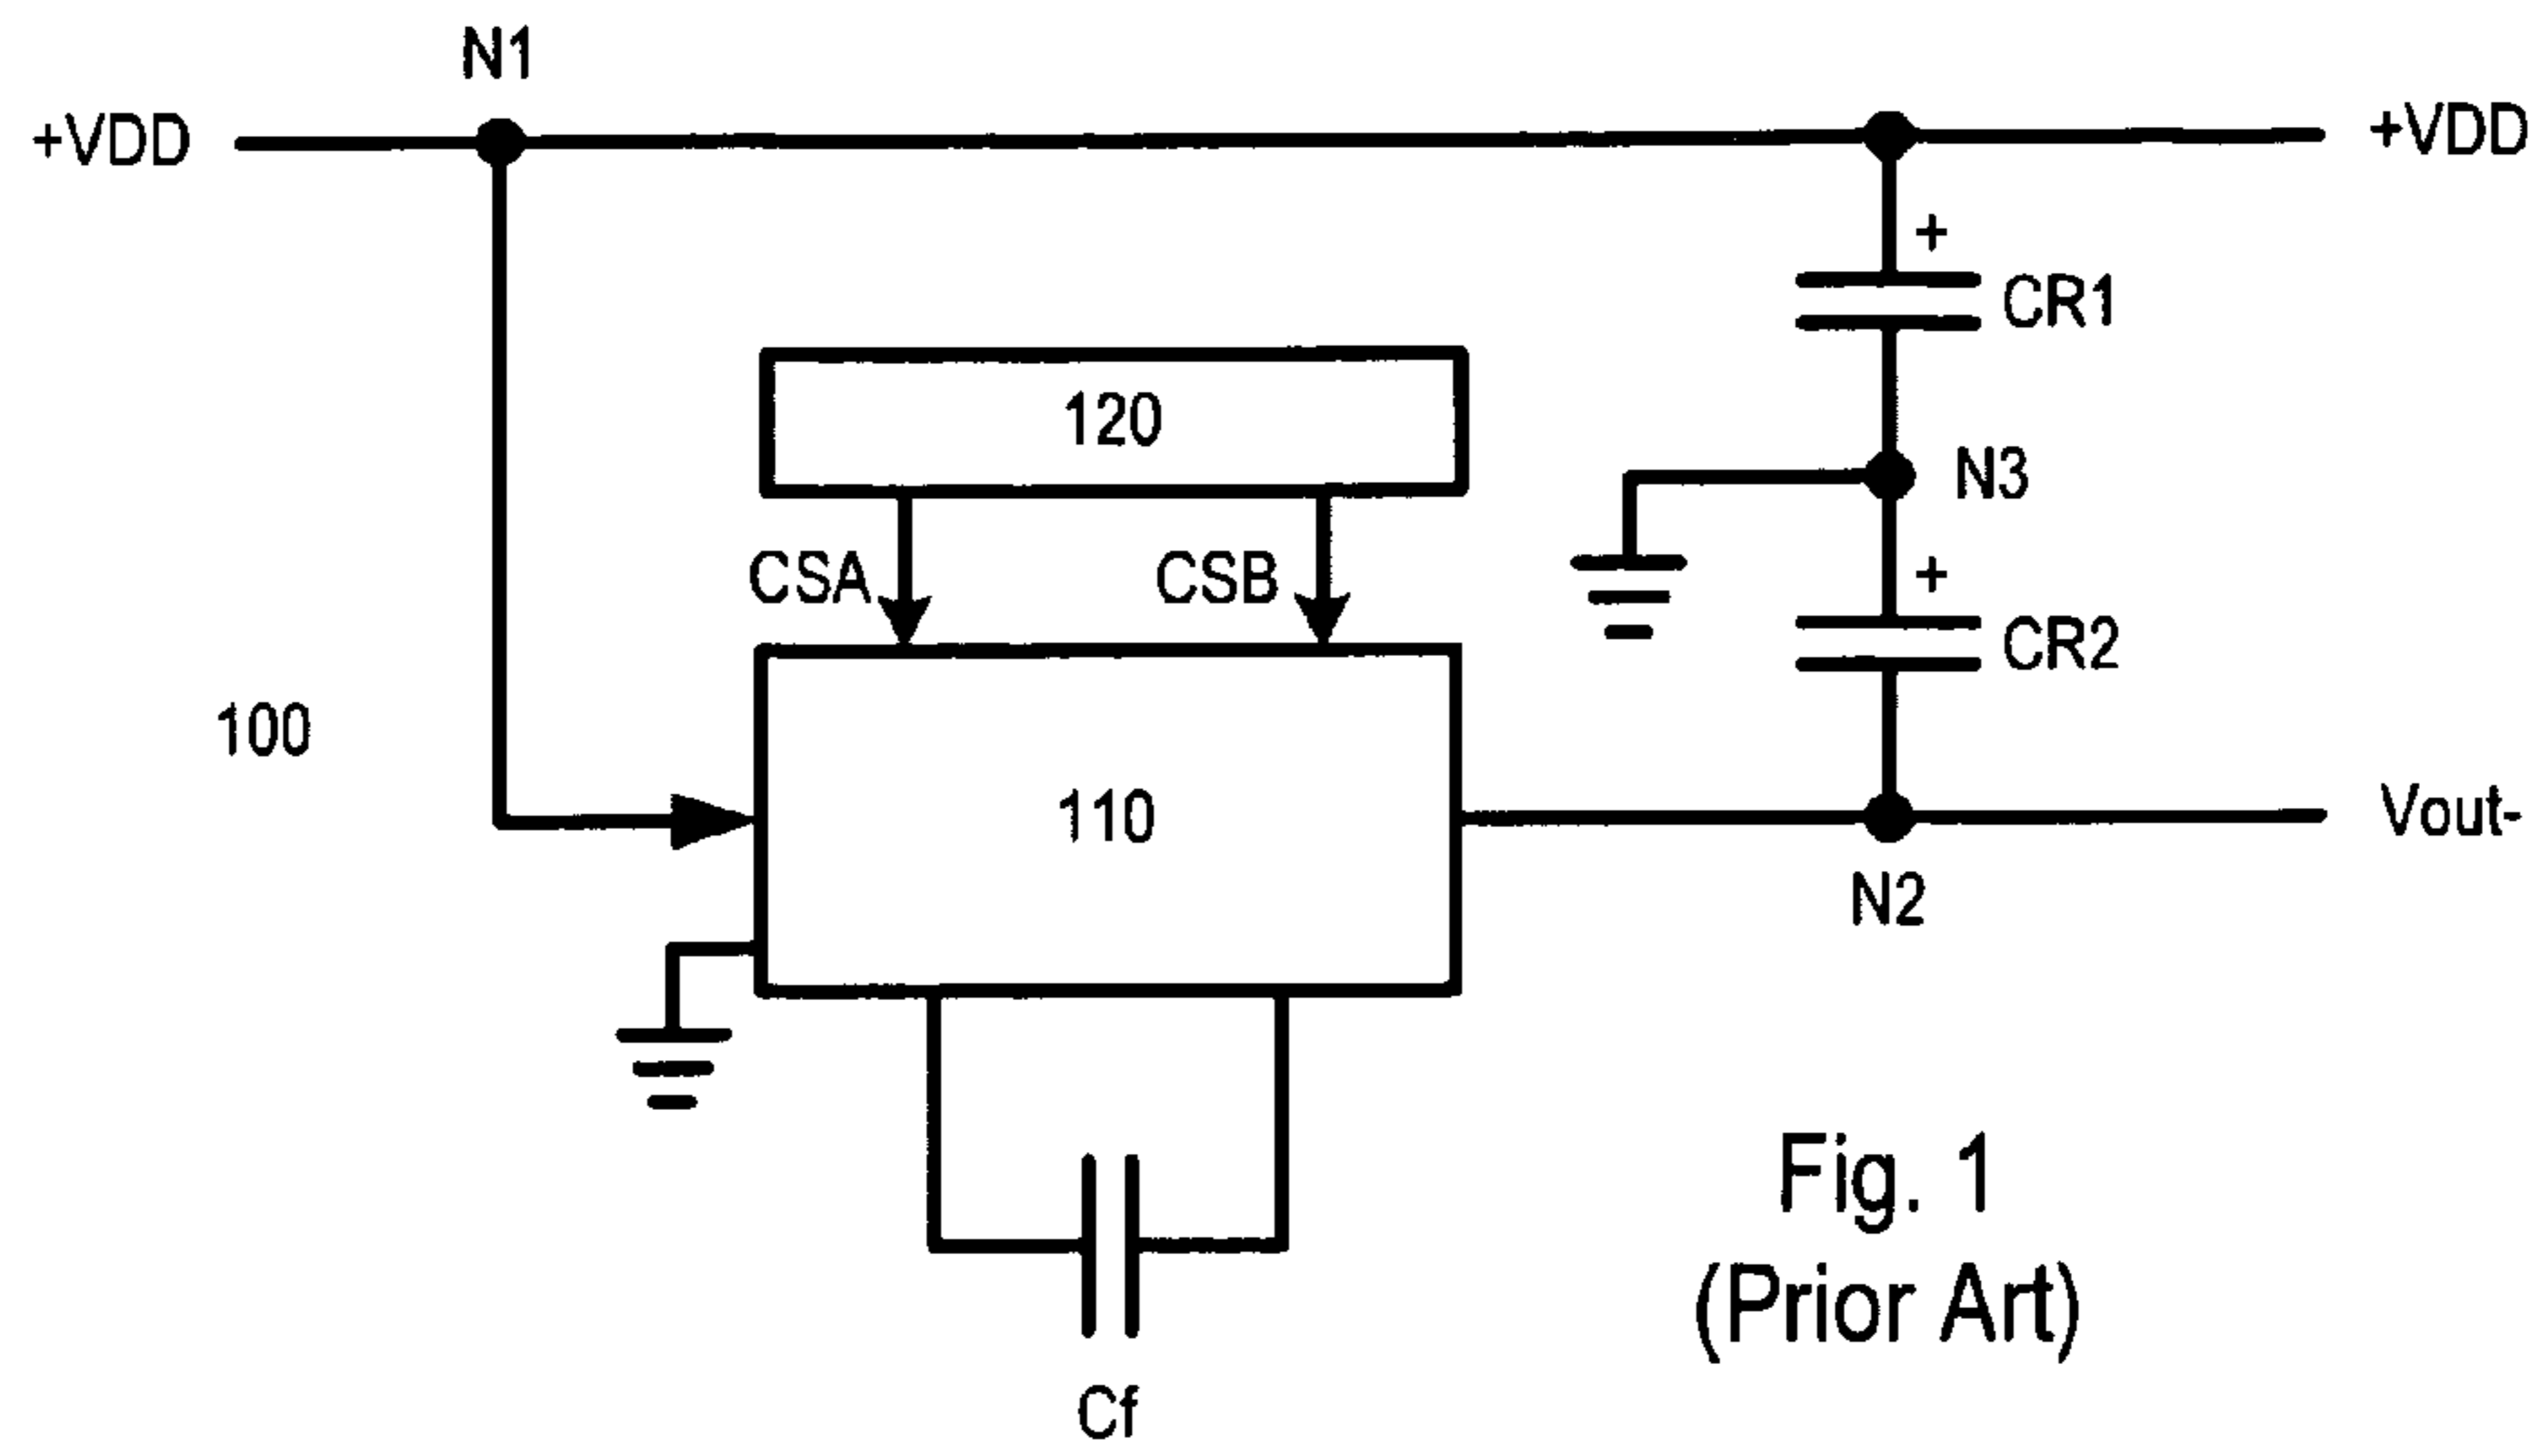 N1
+VDD
+VDD
+
CR1
120
N3
CSA
CSB
+
CR2
100
110
Vout-
N2
Fig. 1
(Prior Art)
Cf